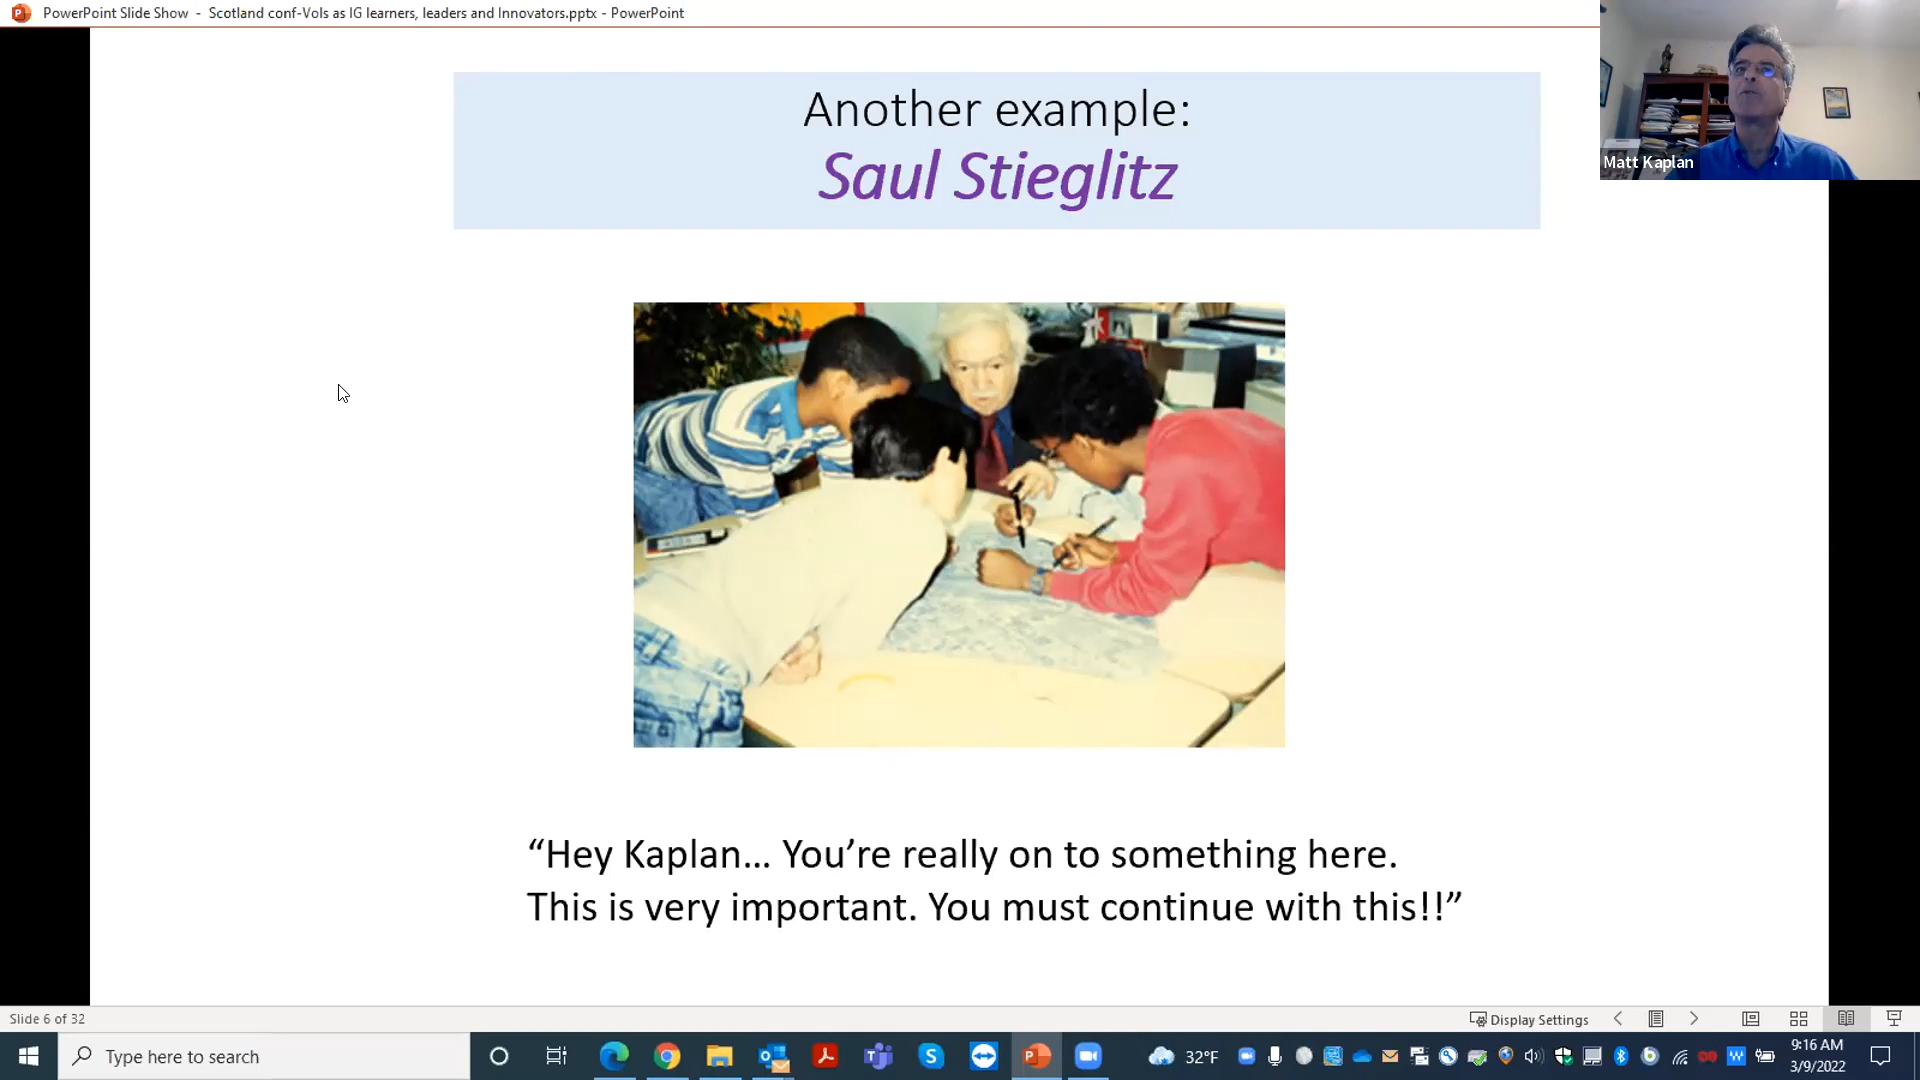 PowerPoint Slide Show - Scotland conf-Vols as IG learners, leaders and Innovators.pptx - PowerPoint
Another example:
Saul Stieglitz
Matt Kaplan
“Hey Kaplan... You’re really on to something here.
This is very important. You must continue with this!!”
Slide 6 of 32
Display Settings
Type here to search
32°F
9:16 AM
3/9/2022